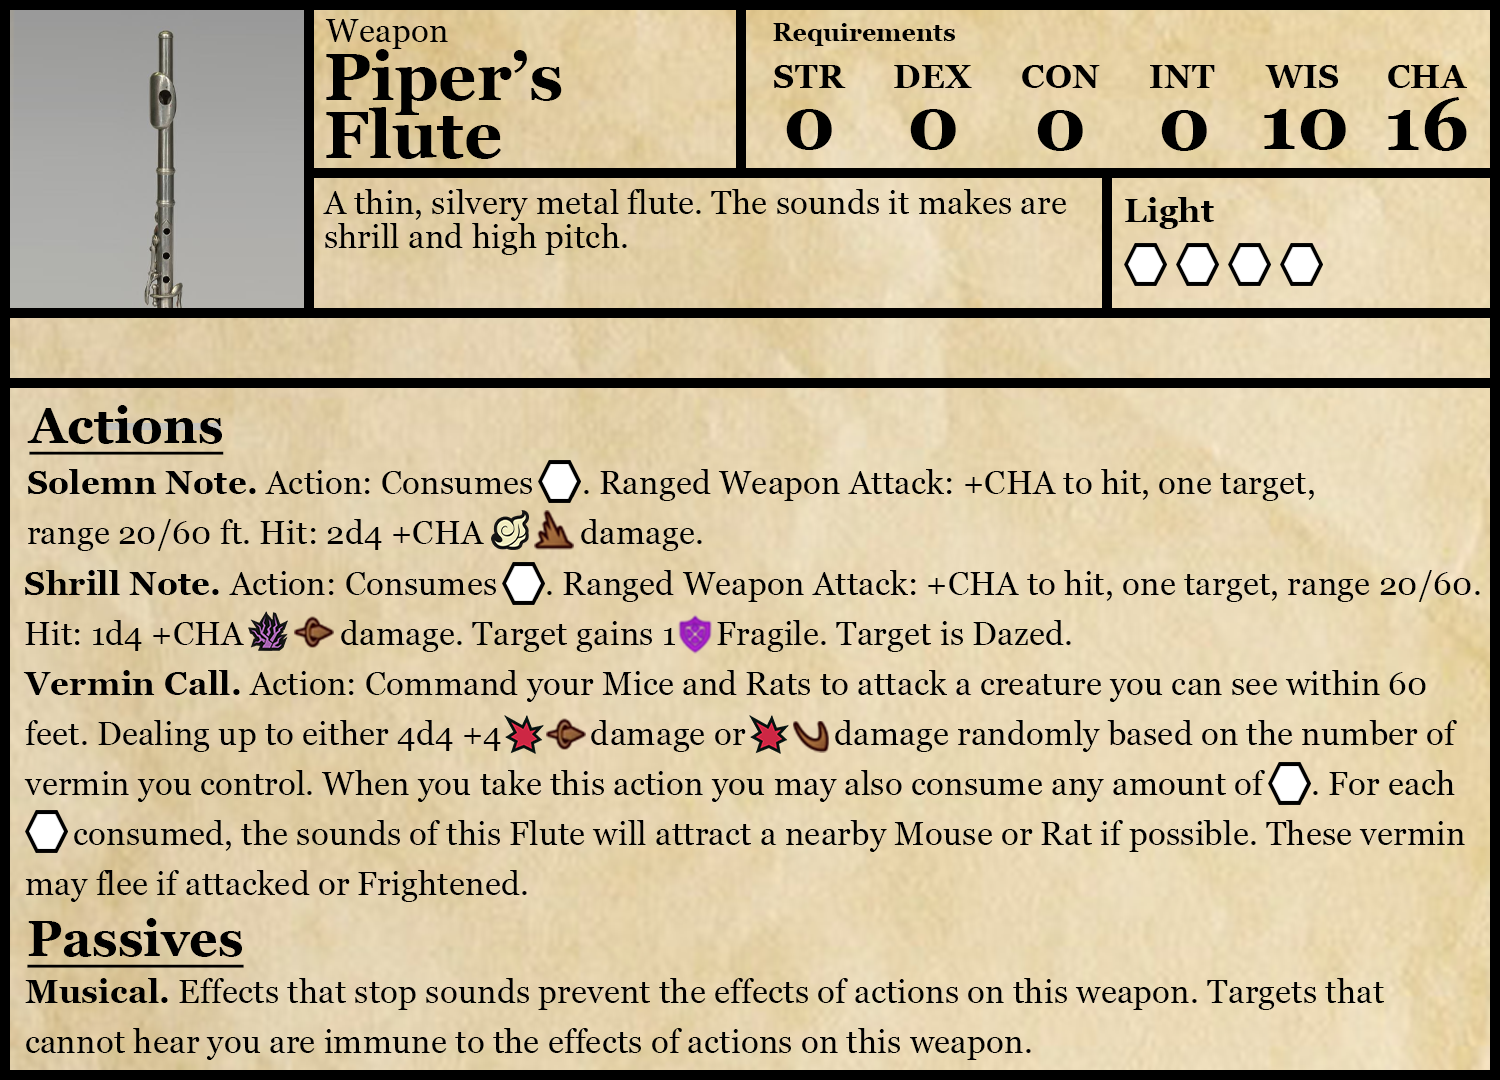 Weapon
Piper's
Flute
Requirements
STR DEX CON INT WIS CHA
0 0 0 0 10 16
A thin, silvery metal flute. The sounds it makes are
shrill and high pitch.
Light
Actions
Solemn Note. Action: Consumes . Ranged Weapon Attack: +CHA to hit, one target,
range 20/60 ft. Hit: 2d4 +CHA damage.
Shrill Note. Action: Consumes . Ranged Weapon Attack: +CHA to hit, one target, range 20/60.
Hit: 1d4 +CHA damage. Target gains 1 Fragile. Target is Dazed.
Vermin Call. Action: Command your Mice and Rats to attack a creature you can see within 60
feet. Dealing up to either 4d4 +4 damage or damage randomly based on the number of
vermin you control. When you take this action you may also consume any amount of . For each
consumed, the sounds of this Flute will attract a nearby Mouse or Rat if possible. These vermin
may flee if attacked or Frightened.
Passives
Musical. Effects that stop sounds prevent the effects of actions on this weapon. Targets that
cannot hear you are immune to the effects of actions on this weapon.